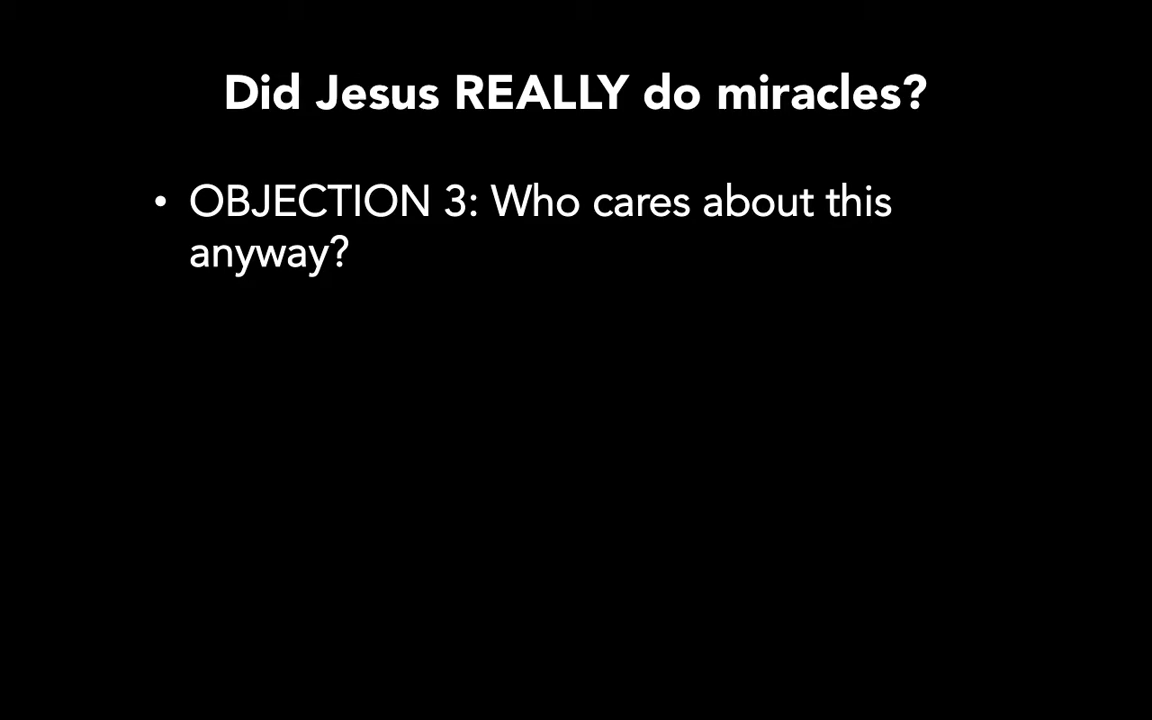 Did Jesus REALLY do miracles?
• OBJECTION 3: Who cares about this
anyway?